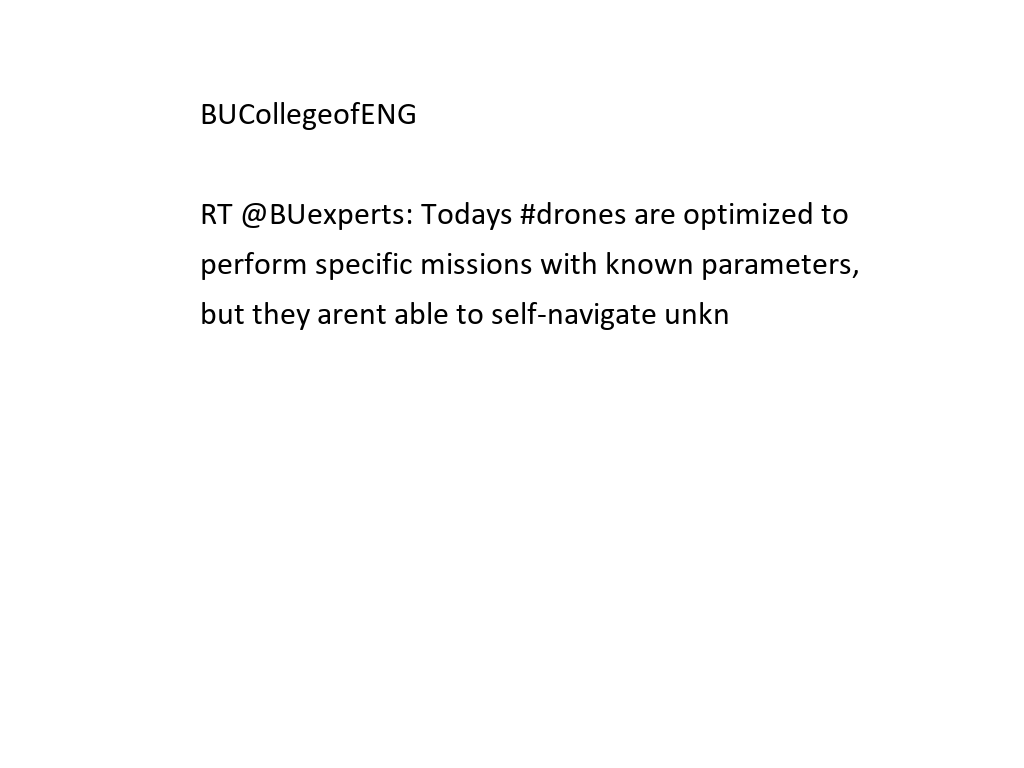 BUCollegeofENG
RT @BUexperts: Todays #drones are optimized to
perform specific missions with known parameters,
but they arent able to self-navigate unkn